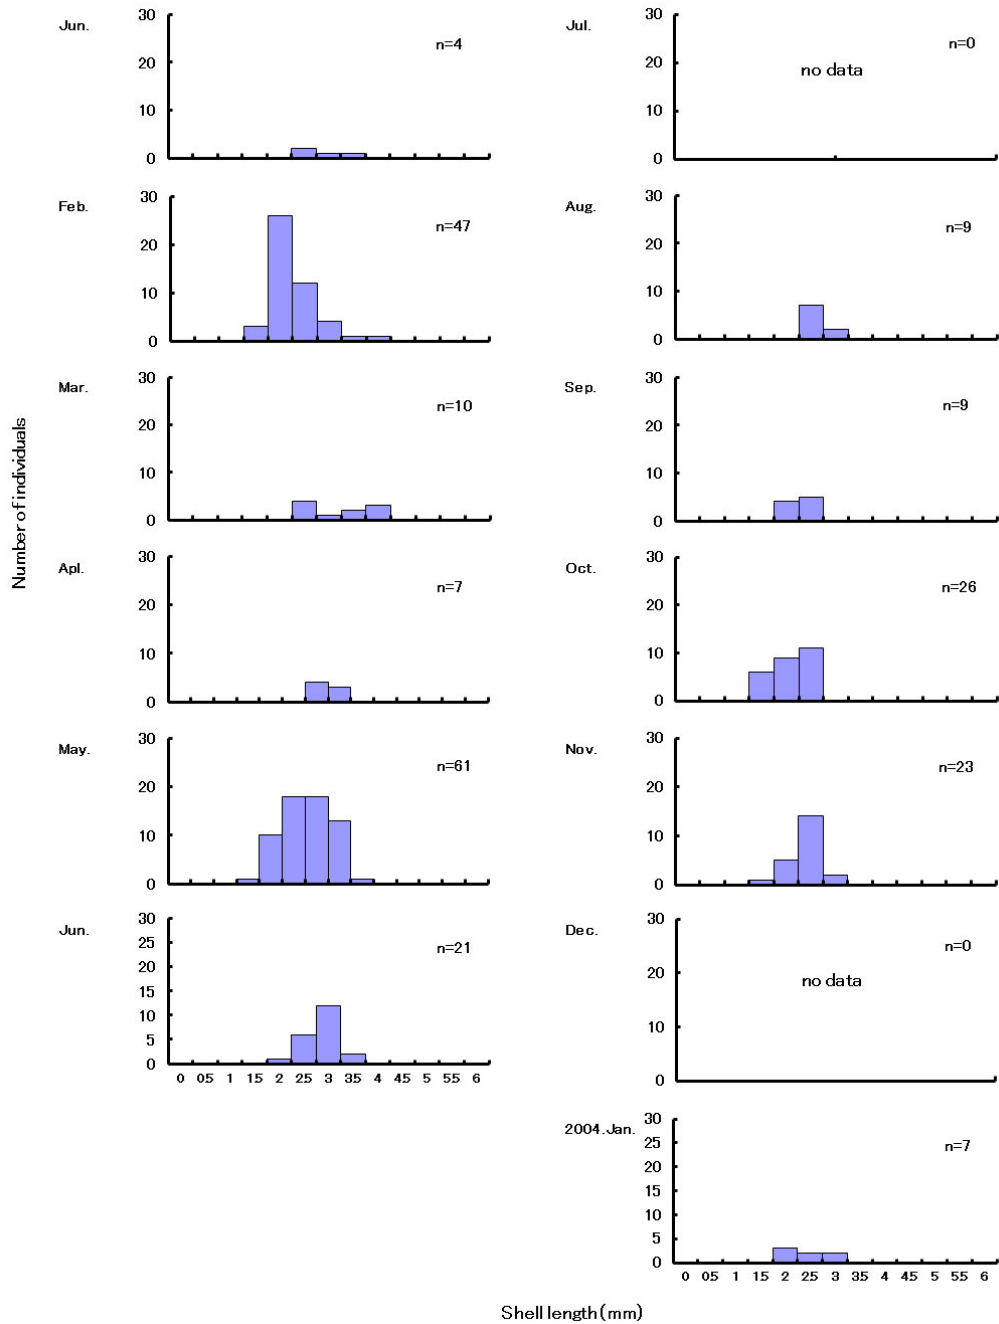 Jun.
30
20
10
0
n=4
Jul.
30
20
10
0
n=0
no data
Feb.
30
20
10
0
n=47
Aug.
30
20
10
0
n=9
Mar.
30
20
10
0
n=10
Sep.
30
20
10
0
n=9
Number of individuals
Apl.
30
20
10
0
n=7
Oct.
30
20
10
0
n=26
May.
30
20
10
0
n=61
Nov.
30
20
10
0
n=23
Jun.
30
25
20
15
10
5
0
n=21
0 05 1 15 2 25 3 35 4 45 5 55 6
Dec.
30
20
10
0
n=0
no data
2004.Jan.
30
25
20
15
10
5
0
n=7
0 05 1 15 2 25 3 35 4 45 5 55 6
Shell length(mm)